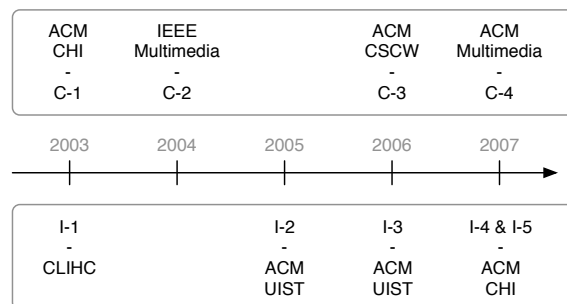 ACM IEEE ACM ACM
CHI Multimedia CSCW Multimedia
- - - -
C-1 C-2 C-3 C-4
2003 2004 2005 2006 2007
I-1 I-2 I-3 I-4 & I-5
- - - -
CLIHC ACM ACM ACM
UIST UIST CHI